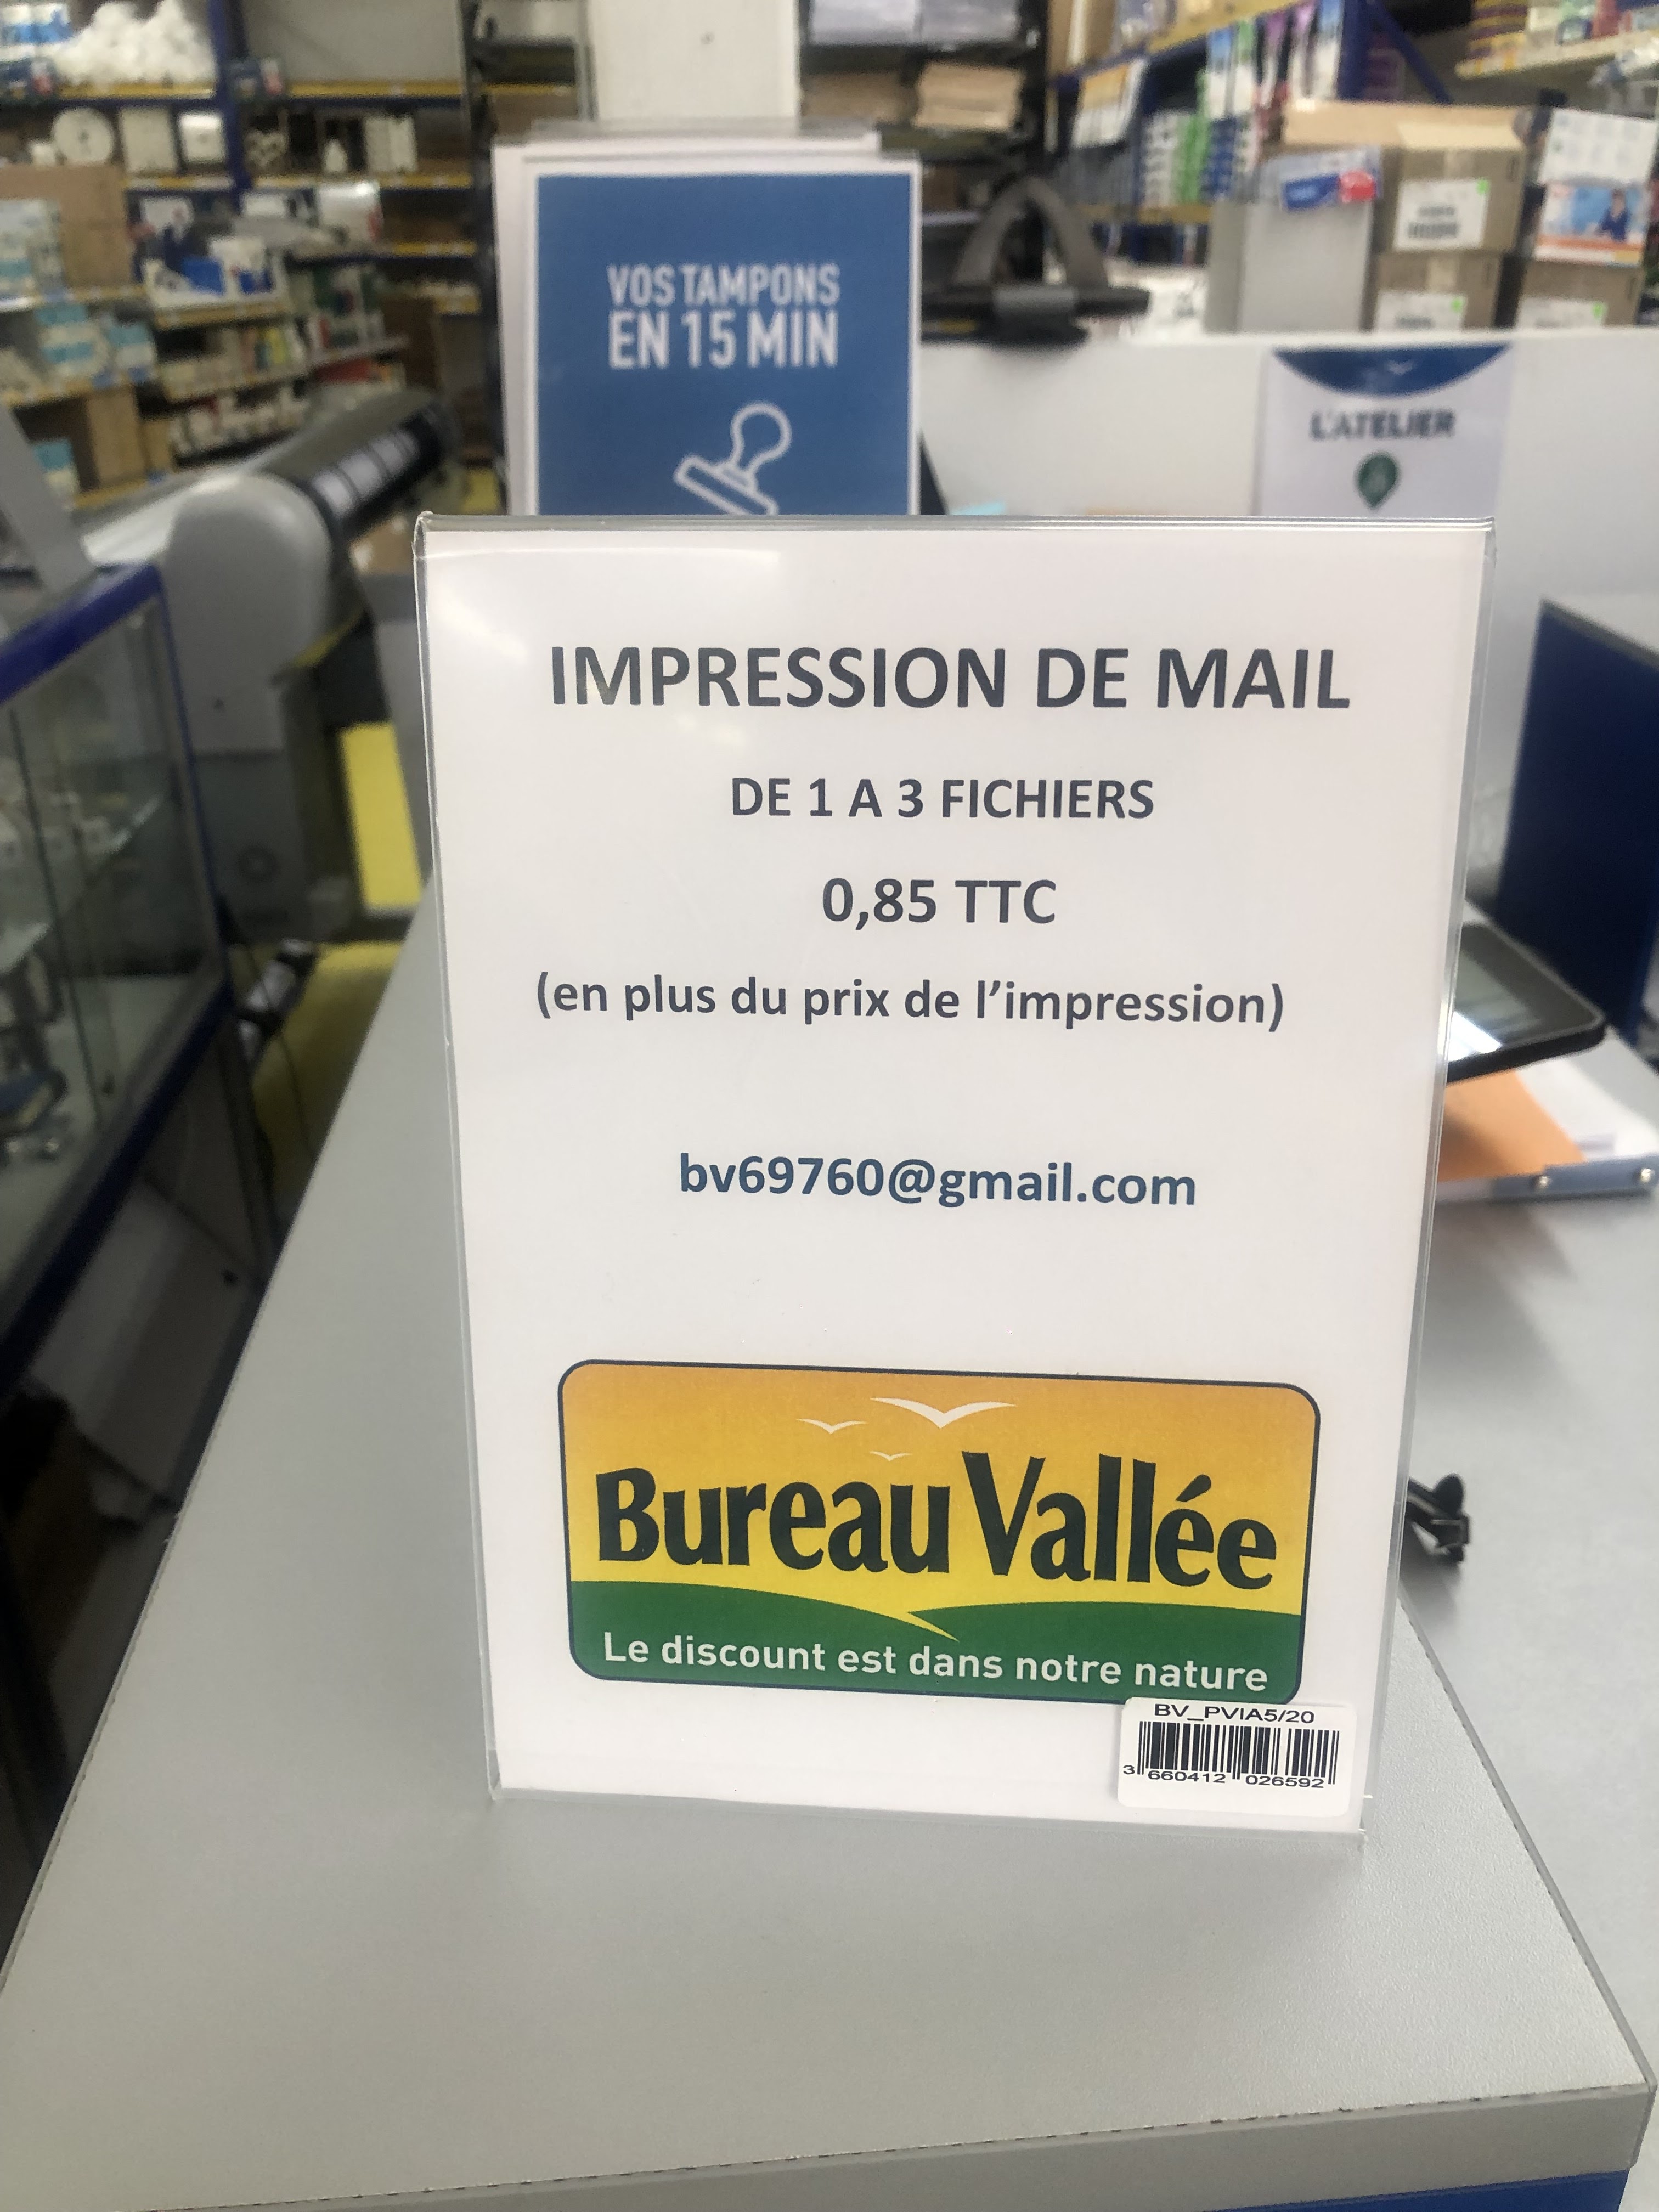 VOS TAMPONS
EN 15 MIN
L'ATELIER
IMPRESSION DE MAIL
DE 1 A 3 FICHIERS
0,85 TTC
(en plus du prix de l’impression)
bv69760@gmail.com
Bureau Vallée
Le discount est dans notre nature
BV_PVIA5/20
3 660412 026592